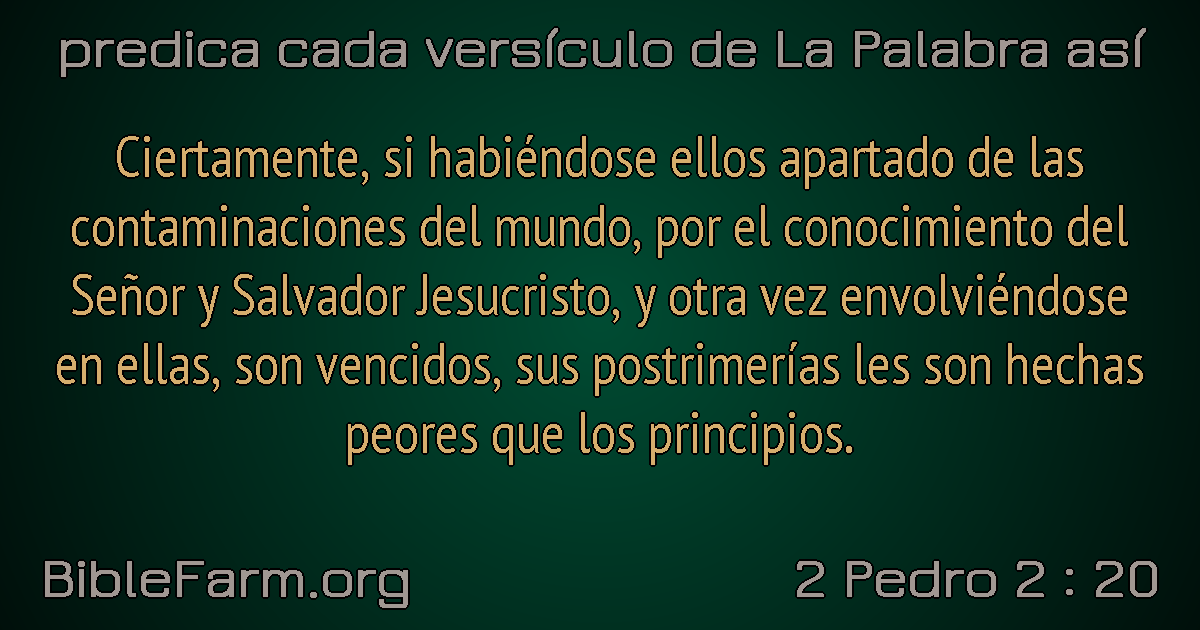 predica cada versículo de La Palabra así
Ciertamente, si habiéndose ellos apartado de las
contaminaciones del mundo, por el conocimiento del
Señor y Salvador Jesucristo, y otra vez envolviéndose
en ellas, son vencidos, sus postrimerías les son hechas
peores que los principios.
BibleFarm.org
2 Pedro 2 : 20